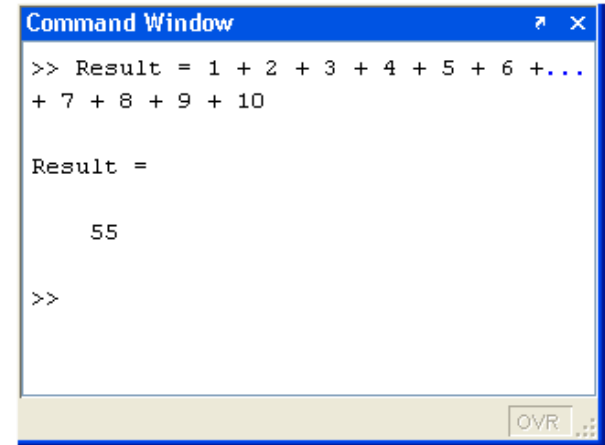 Command Window
>> Result = 1 + 2 + 3 + 4 + 5 + 6 +...
+ 7 + 8 + 9 + 10
Result =
55
>>
OVR